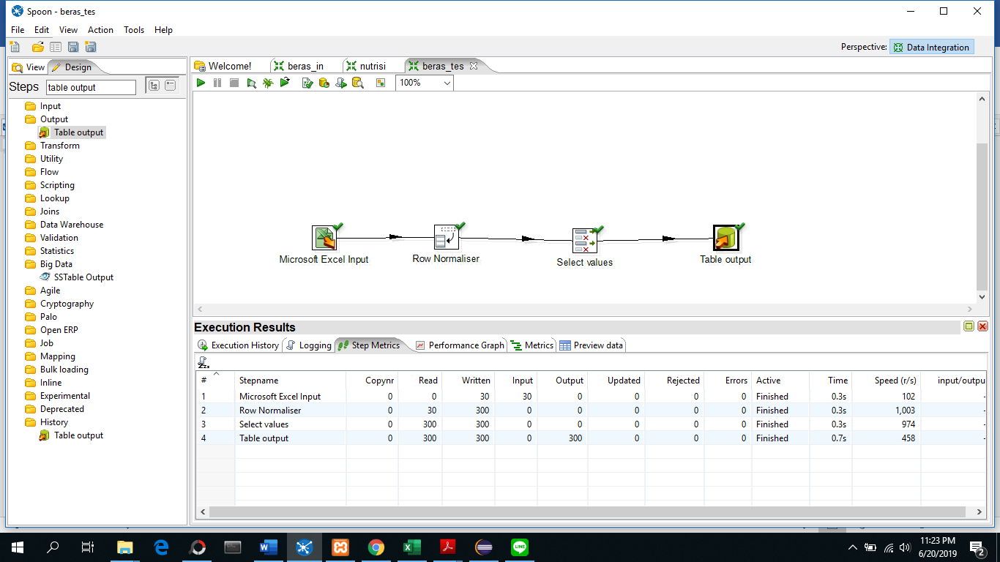 Spoon - beras_tes
File Edit View Action Tools Help
Perspective: Data Integration
View Design
Welcome! beras_in nutrisi beras_tes
Steps table output
100%
Input
Output
Table output
Transform
Utility
Flow
Scripting
Lookup
Joins
Data Warehouse
Validation
Statistics
Big Data
SSTable Output
Agile
Cryptography
Palo
Open ERP
Job
Mapping
Bulk loading
Inline
Experimental
Deprecated
History
Table output
Microsoft Excel Input Row Normaliser Select values Table output
Execution Results
Execution History Logging Step Metrics Performance Graph Metrics Preview data
# Stepname Copynr Read Written Input Output Updated Rejected Errors Active Time Speed (r/s) input/outpu
1 Microsoft Excel Input 0 0 30 30 0 0 0 0 Finished 0.3s 102 -
2 Row Normaliser 0 30 300 0 0 0 0 0 Finished 0.3s 1,003 -
3 Select values 0 300 300 0 0 0 0 0 Finished 0.3s 974 -
4 Table output 0 300 300 0 300 0 0 0 Finished 0.7s 458 -
11:23 PM
6/20/2019
2